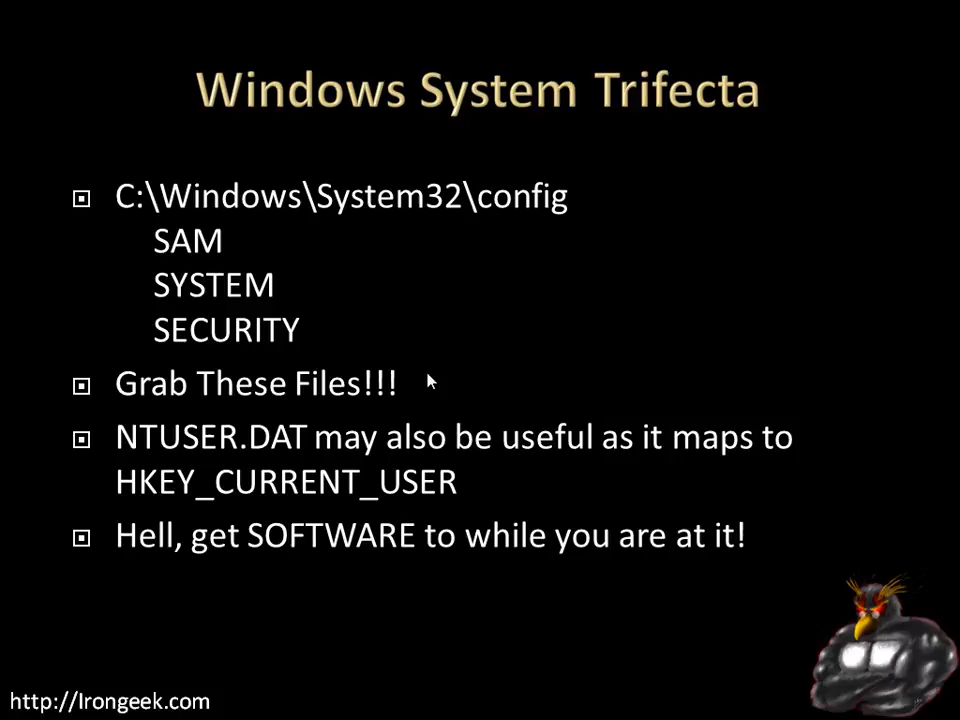 Windows System Trifecta
C:\Windows\System32\config
SAM
SYSTEM
SECURITY
Grab These Files!!!
NTUSER.DAT may also be useful as it maps to
HKEY_CURRENT_USER
Hell, get SOFTWARE to while you are at it!
http://Irongeek.com